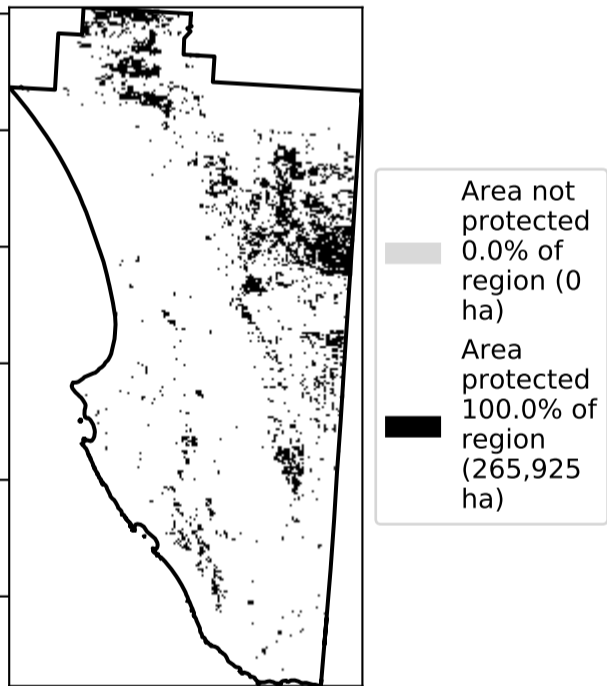 Area not
protected
0.0% of
region (0
ha)
Area
protected
100.0% of
region
(265,925
ha)